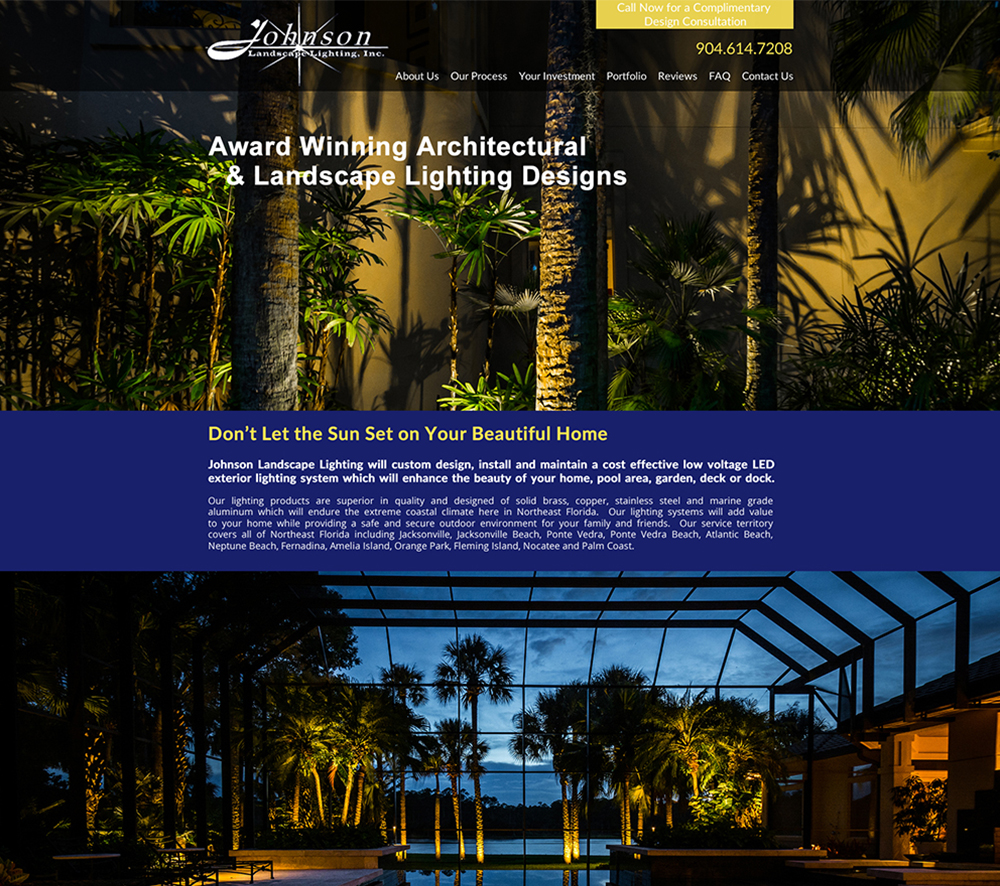 Johnson
Landscape Lighting, Inc.
Call Now for a Complimentary
Design Consultation
904.614.7208
About Us Our Process Your Investment Portfolio Reviews FAQ Contact Us
Award Winning Architectural
& Landscape Lighting Designs
Don’t Let the Sun Set on Your Beautiful Home
Johnson Landscape Lighting will custom design, install and maintain a cost effective low voltage LED
exterior lighting system which will enhance the beauty of your home, pool area, garden, deck or dock.
Our lighting products are superior in quality and designed of solid brass, copper, stainless steel and marine grade
aluminum which will endure the extreme coastal climate here in Northeast Florida. Our lighting systems will add value
to your home while providing a safe and secure outdoor environment for your family and friends. Our service territory
covers all of Northeast Florida including Jacksonville, Jacksonville Beach, Ponte Vedra, Ponte Vedra Beach, Atlantic Beach,
Neptune Beach, Fernadina, Amelia Island, Orange Park, Fleming Island, Nocatee and Palm Coast.